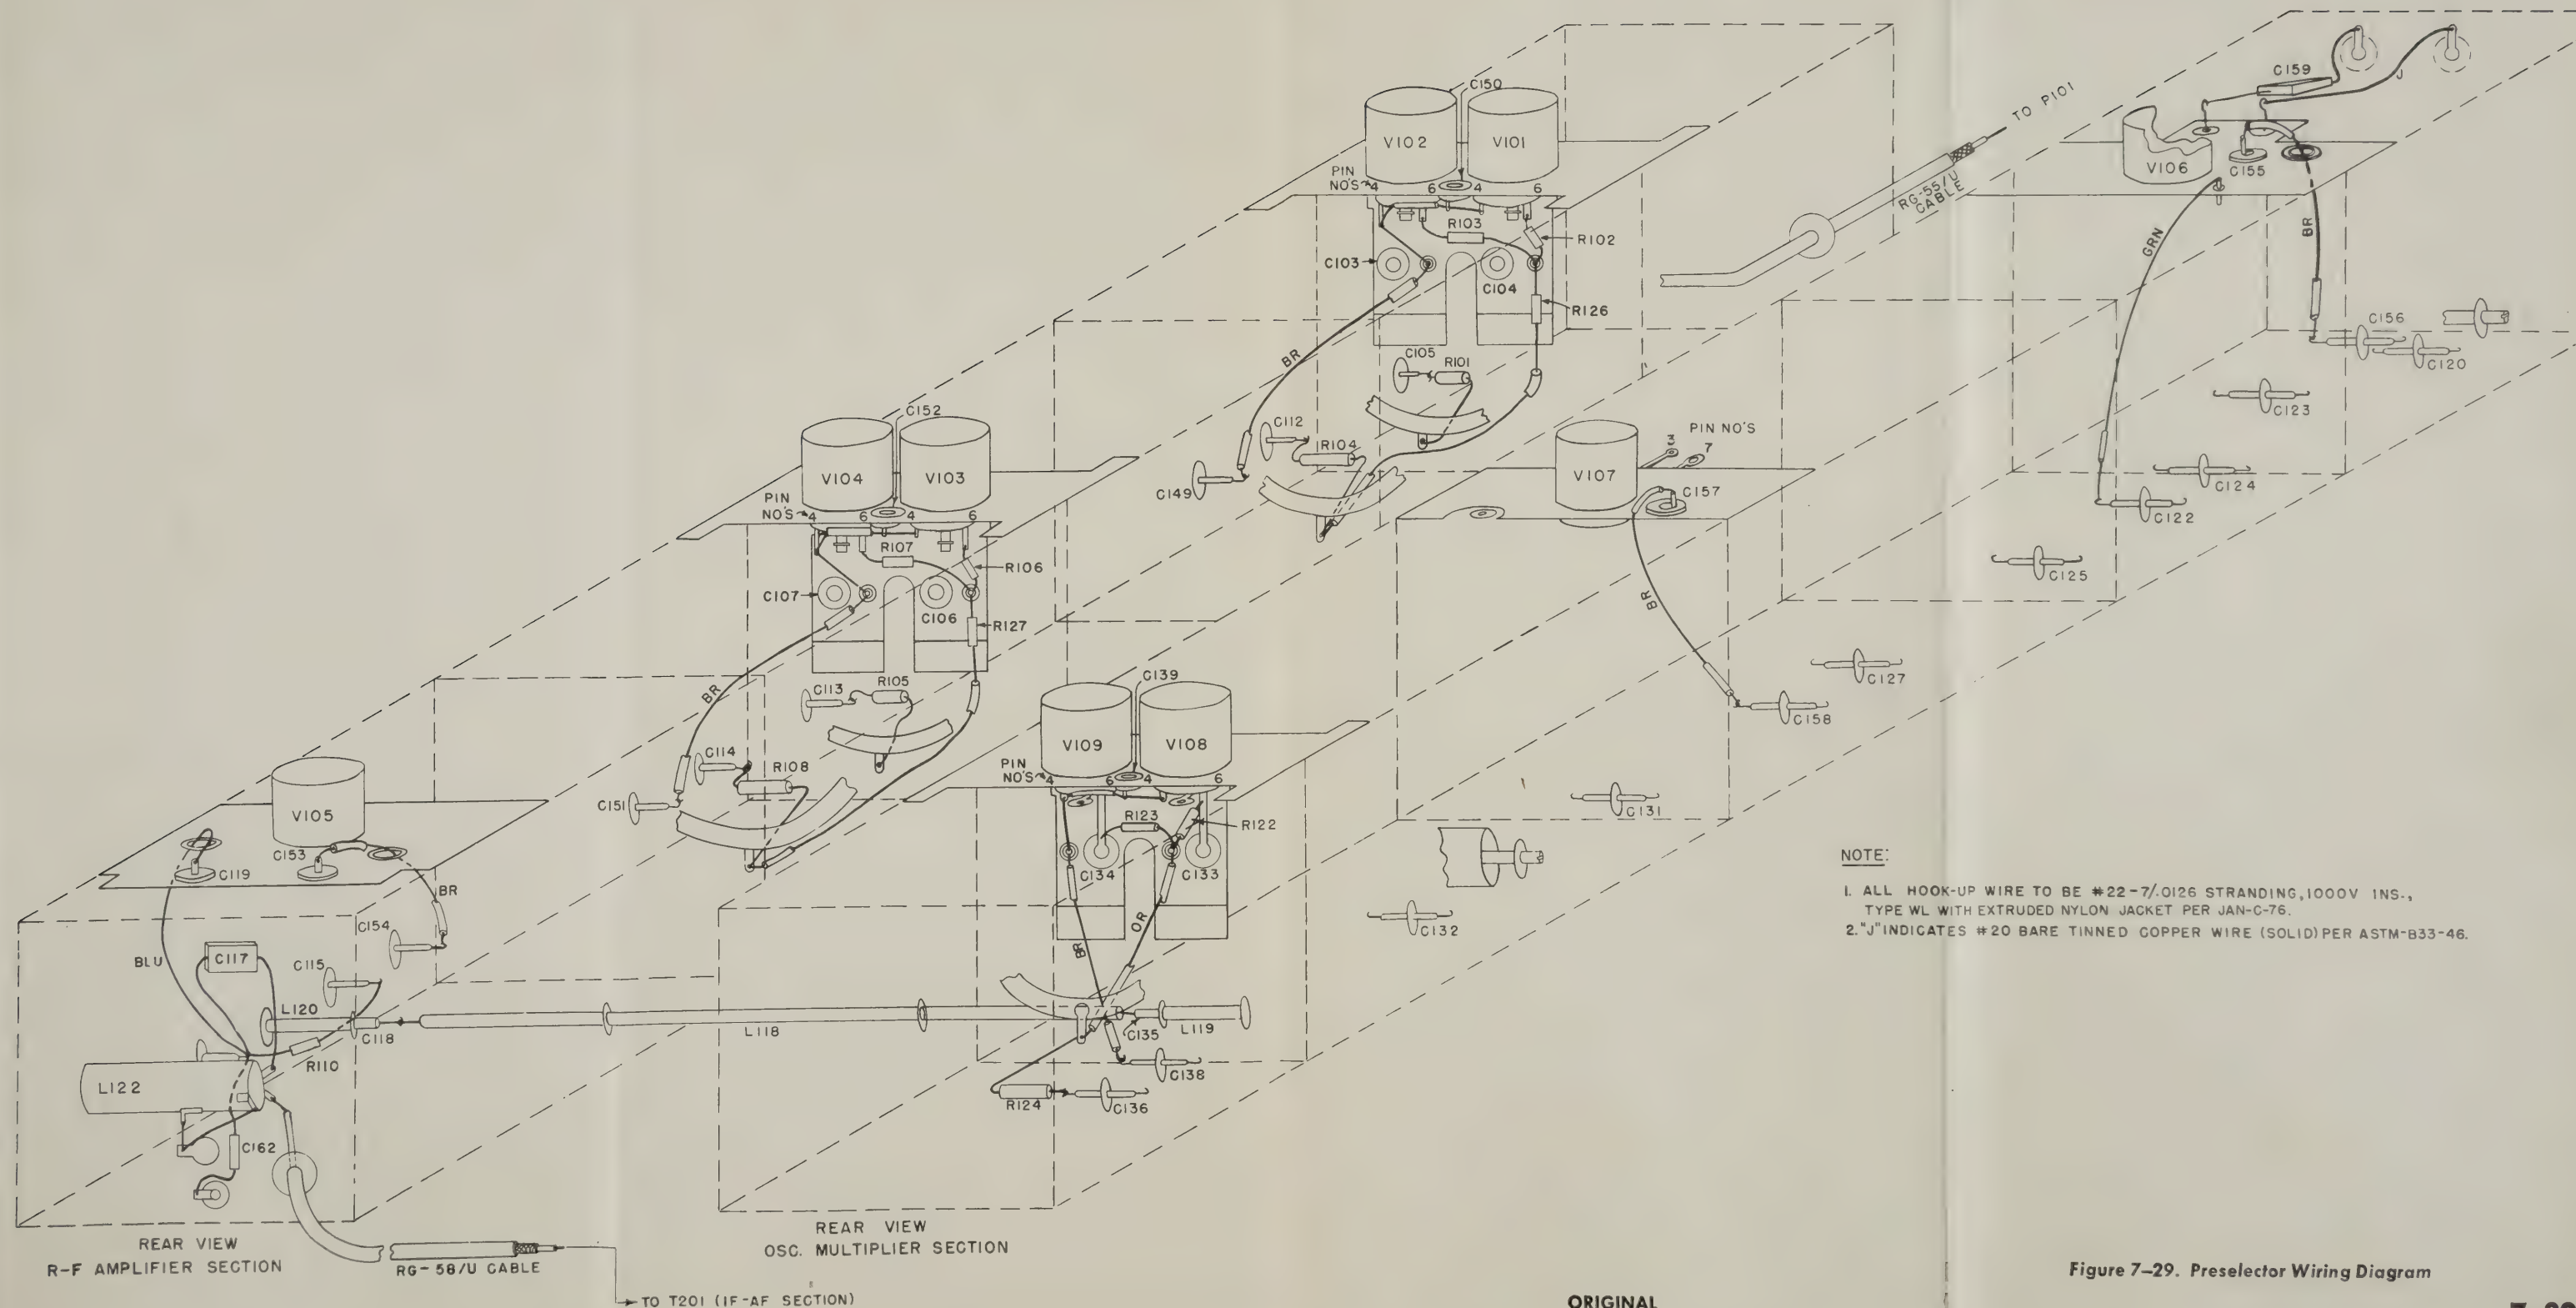 C150
C159
J
TO P101
V102
V101
V106
C155
PIN
NO'S 4
6
4
6
RG-55/U
CABLE
R103
R102
GRN
BR
C103
C104
R126
C156
C120
C105
R101
BR
C123
C152
C112
R104
PIN NO'S
3
7
V104
V103
C149
V107
C157
C124
C122
PIN
NO'S 4
6
4
6
R107
R106
C125
C107
C106
R127
BR
C139
C127
BR
C113
R105
C158
V109
V108
C114
R108
C151
PIN
NO'S 4
6
4
6
C131
V105
R123
R122
C153
C119
C134
C133
NOTE:
1. ALL HOOK-UP WIRE TO BE #22-7/.0126 STRANDING, 1000V INS.,
TYPE WL WITH EXTRUDED NYLON JACKET PER JAN-C-76.
2. "J" INDICATES #20 BARE TINNED COPPER WIRE (SOLID) PER ASTM-B33-46.
BR
C154
OR
BR
C132
BLU
C117
C115
L120
C118
L118
C135
L119
R110
L122
C138
R124
C136
C162
REAR VIEW
OSC. MULTIPLIER SECTION
REAR VIEW
R-F AMPLIFIER SECTION
RG-58/U CABLE
TO T201 (IF-AF SECTION)
Figure 7-29. Preselector Wiring Diagram
ORIGINAL